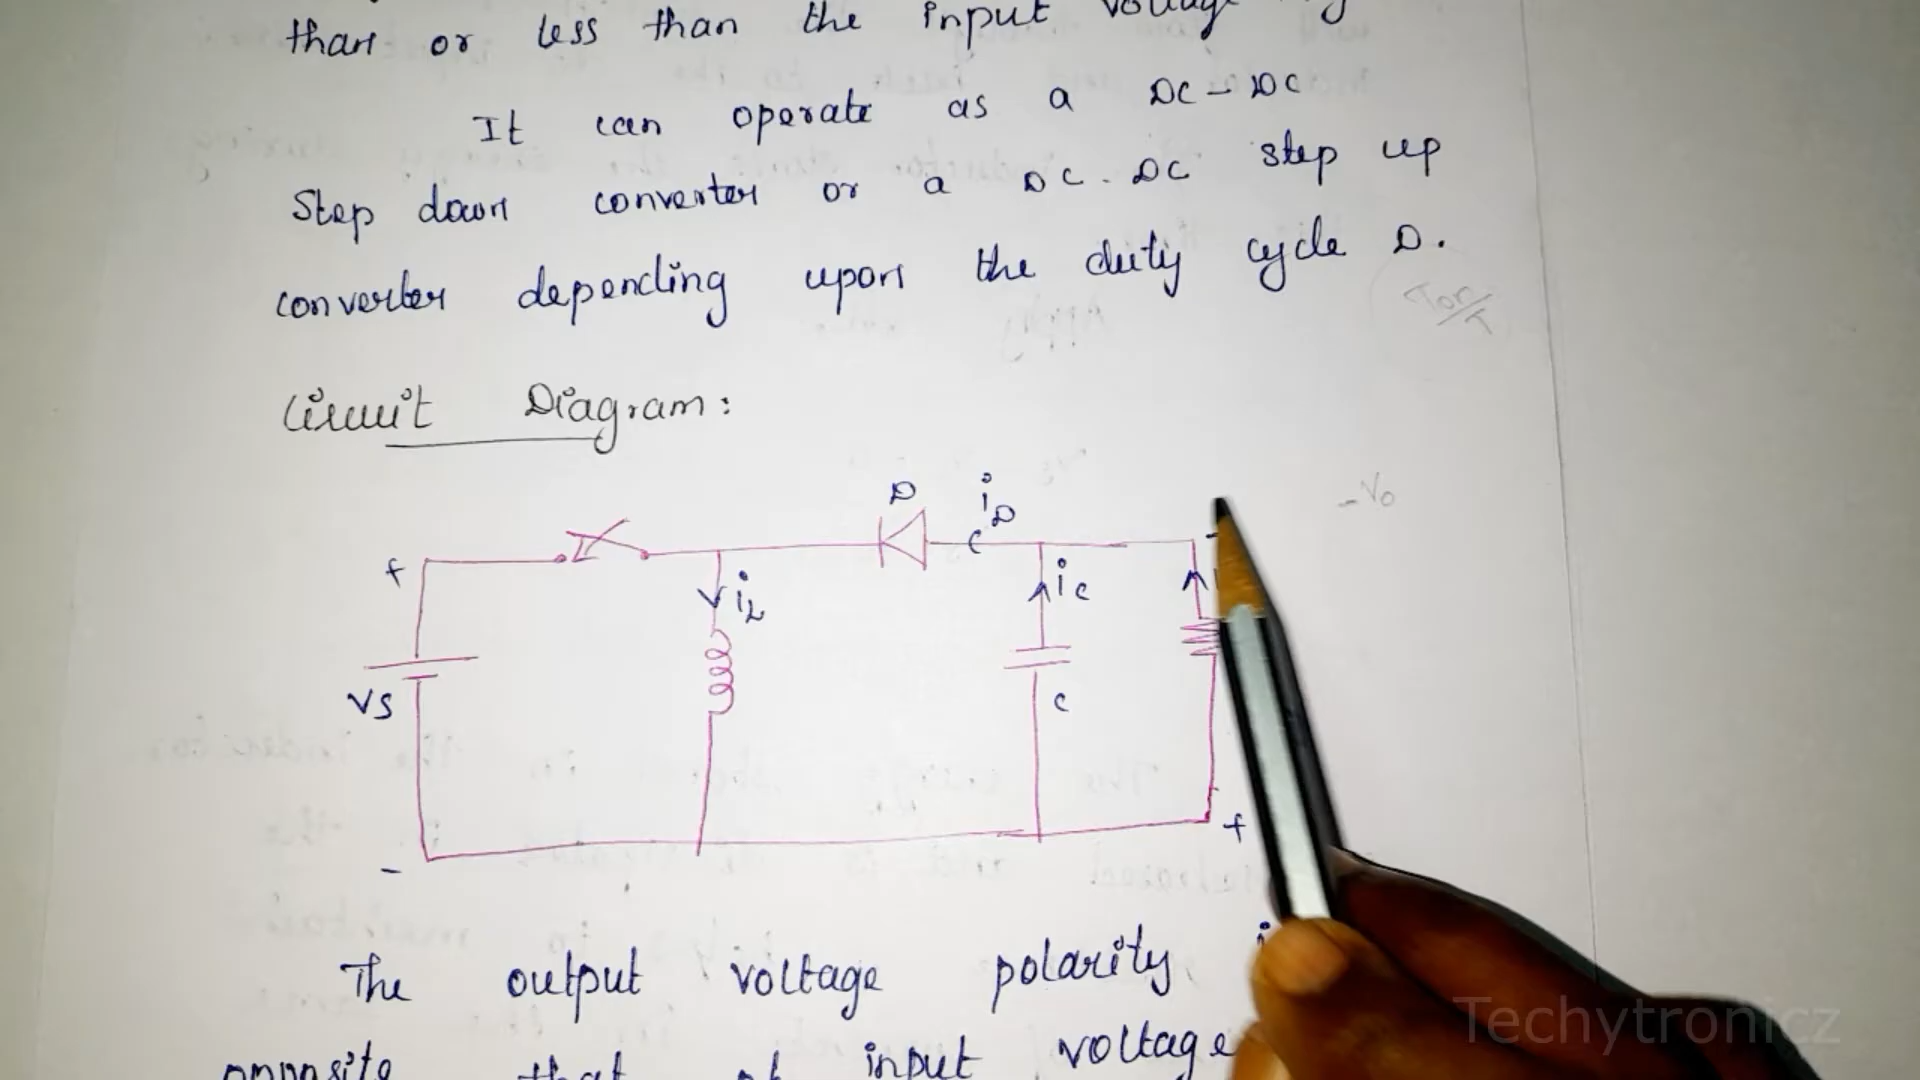 than or less than the input voltage
It can operate as a DC-DC
Step down converter or a DC-DC step up
converter depending upon the duty cycle D.
Ton/T
Circuit Diagram:
D
iD
-Vo
+
-
iL
ic
Vs
C
+
-
The output voltage polarity
opposite that of input voltage
Techytronicz